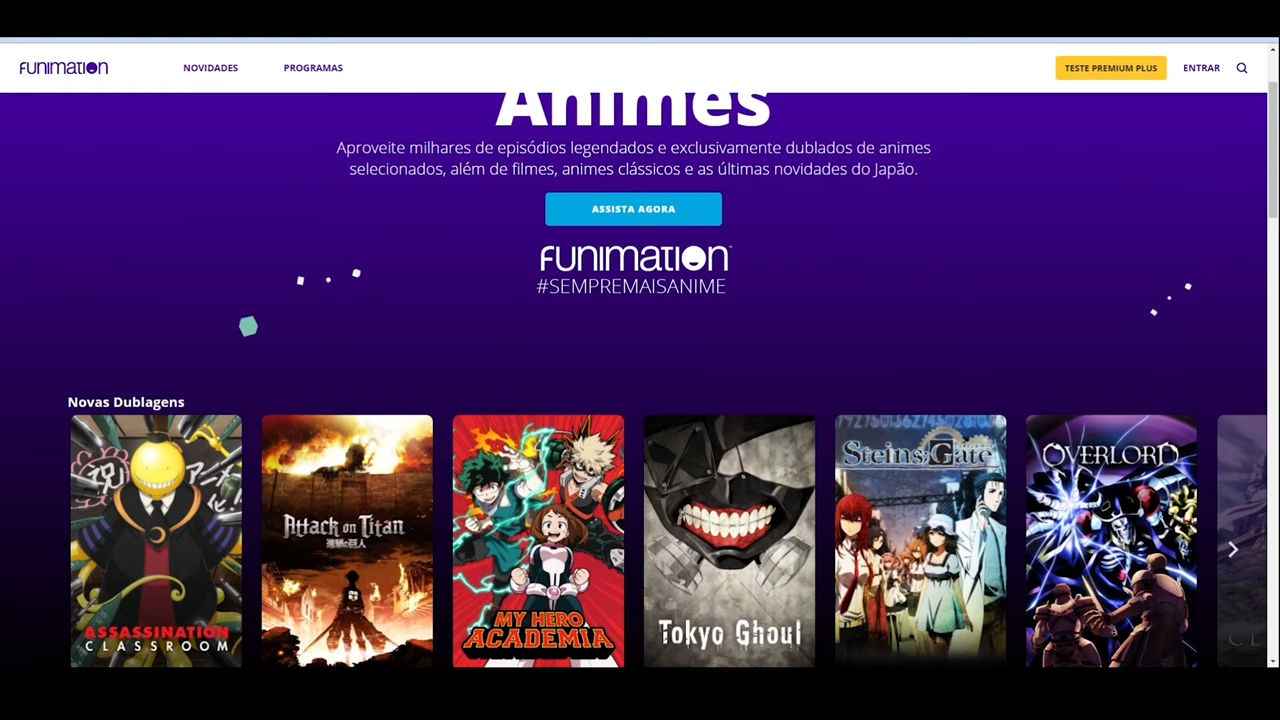 FUNIMATION
NOVIDADES
PROGRAMAS
TESTE PREMIUM PLUS
ENTRAR
Animes
Aproveite milhares de episódios legendados e exclusivamente dublados de animes
selecionados, além de filmes, animes clássicos e as últimas novidades do Japão.
ASSISTA AGORA
FUNIMATION
#SEMPREMAISANIME
Novas Dublagens
ASSASSINATION
CLASSROOM
Attack on Titan
進撃の巨人
MY HERO
ACADEMIA
Tokyo Ghoul
Steins;Gate
OVERLORD